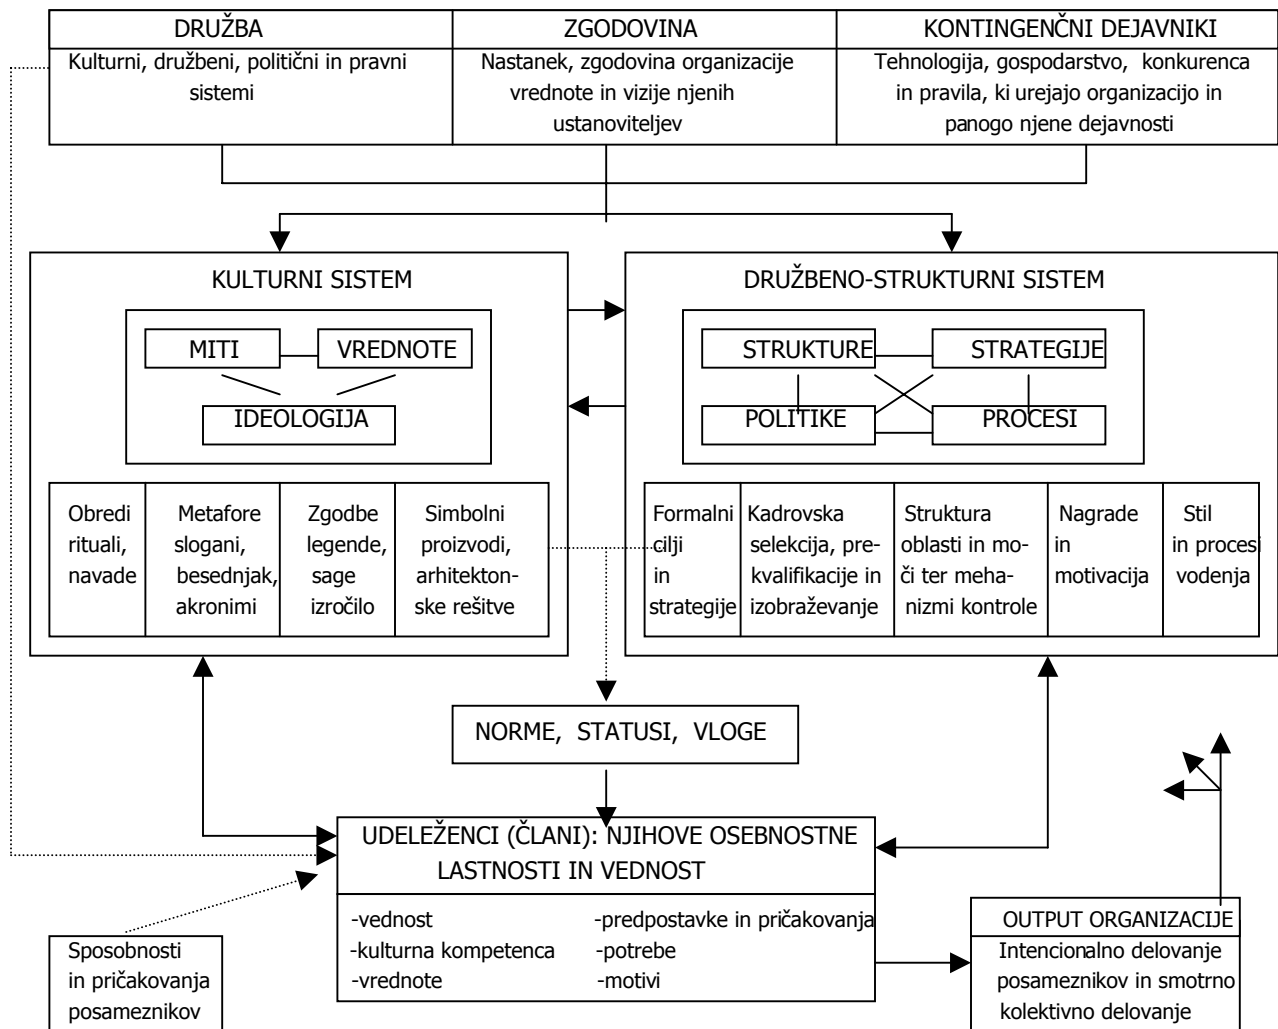 DRUŽBA
Kulturni, družbeni, politični in pravni
sistemi
ZGODOVINA
Nastanek, zgodovina organizacije
vrednote in vizije njenih
ustanoviteljev
KONTINGENČNI DEJAVNIKI
Tehnologija, gospodarstvo, konkurenca
in pravila, ki urejajo organizacijo in
panogo njene dejavnosti
KULTURNI SISTEM
MITI
VREDNOTE
IDEOLOGIJA
Obredi
rituali,
navade
Metafore
slogani,
besednjak,
akronimi
Zgodbe
legende,
sage
izročilo
Simbolni
proizvodi,
arhitekton-
ske rešitve
DRUŽBENO-STRUKTURNI SISTEM
STRUKTURE
STRATEGIJE
POLITIKE
PROCESI
Formalni
cilji
in
strategije
Kadrovska
selekcija, pre-
kvalifikacije in
izobraževanje
Struktura
oblasti in mo-
či ter meha-
nizmi kontrole
Nagrade
in
motivacija
Stil
in procesi
vodenja
NORME, STATUSI, VLOGE
UDELEŽENCI (ČLANI): NJIHOVE OSEBNOSTNE
LASTNOSTI IN VEDNOST
-vednost
-kulturna kompetenca
-vrednote
-predpostavke in pričakovanja
-potrebe
-motivi
Sposobnosti
in pričakovanja
posameznikov
OUTPUT ORGANIZACIJE
Intencionalno delovanje
posameznikov in smotrno
kolektivno delovanje